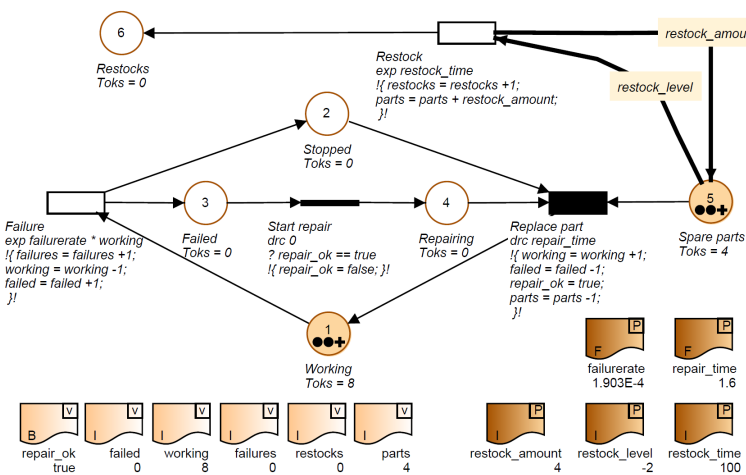 6
Restocks
Toks = 0
Restock
exp restock_time
!{ restocks = restocks +1;
parts = parts + restock_amount;
}!
restock_amou
restock_level
2
Stopped
Toks = 0
Failure
exp failurerate * working
!{ failures = failures +1;
working = working -1;
failed = failed +1;
}!
3
Failed
Toks = 0
Start repair
drc 0
? repair_ok == true
!{ repair_ok = false; }!
4
Repairing
Toks = 0
Replace part
drc repair_time
!{ working = working +1;
failed = failed -1;
repair_ok = true;
parts = parts -1;
}!
5
Spare parts
Toks = 4
1
Working
Toks = 8
P
F
failurerate
1.903E-4
P
F
repair_time
1.6
v
B
repair_ok
true
v
I
failed
0
v
I
working
8
v
I
failures
0
v
I
restocks
0
v
I
parts
4
P
I
restock_amount
4
P
I
restock_level
-2
P
I
restock_time
100